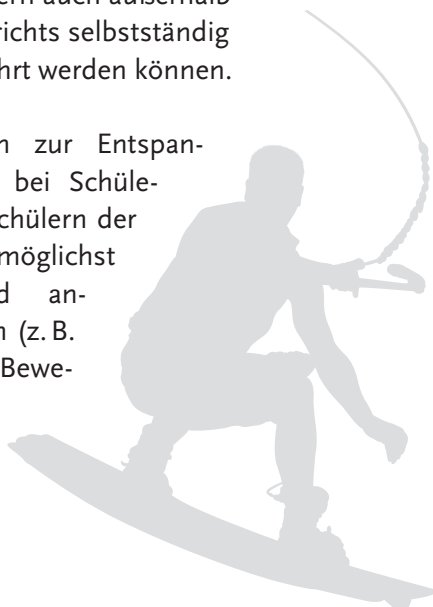 ern auch außerhalb
richts selbstständig
hrt werden können.
n zur Entspan-
bei Schüle-
chülern der
möglichst
d an-
n (z. B.
Bewe-